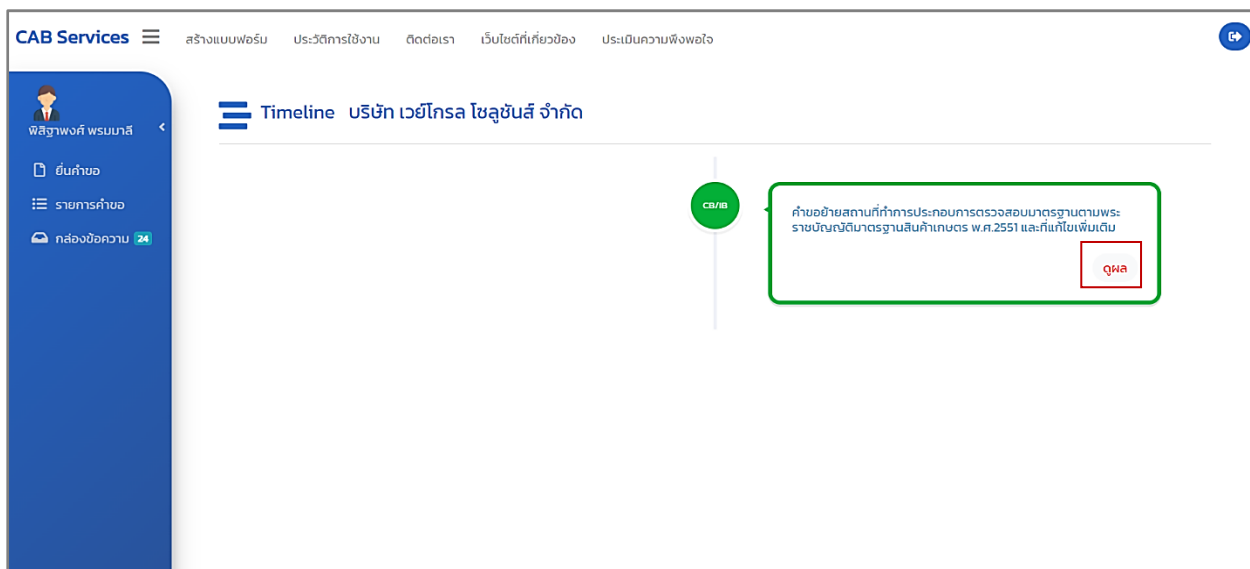 CAB Services สร้างแบบฟอร์ม ประวัติการใช้งาน ติดต่อเรา เว็บไซต์ที่เกี่ยวข้อง ประเมินความพึงพอใจ
พิสิฐาพงศ์ พรมมาลี
ยื่นคำขอ
รายการคำขอ
กล่องข้อความ 24
Timeline บริษัท เวย์โกรล โซลูชันส์ จำกัด
CB/IB
คำขอย้ายสถานที่ทำการประกอบการตรวจสอบมาตรฐานตามพระ
ราชบัญญัติมาตรฐานสินค้าเกษตร พ.ศ.2551 และที่แก้ไขเพิ่มเติม
ดูผล